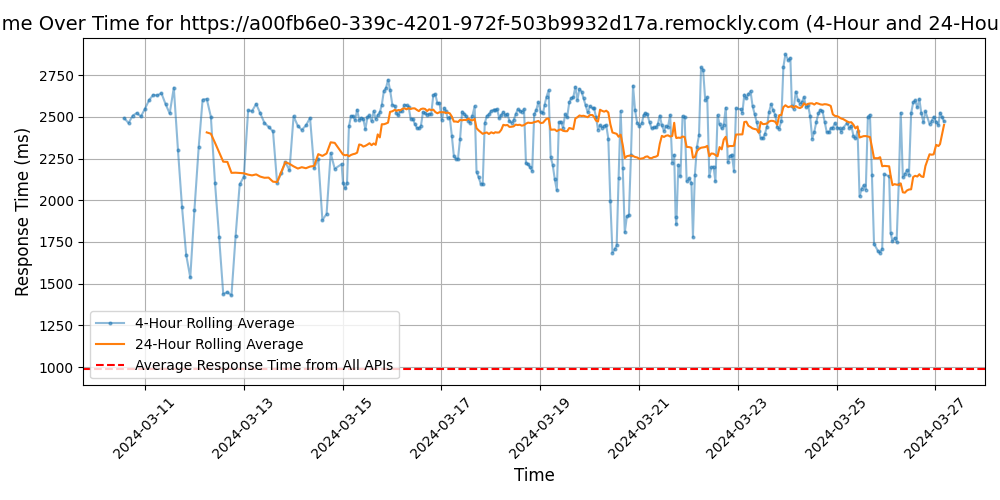 me Over Time for https://a00fb6e0-339c-4201-972f-503b9932d17a.remockly.com (4-Hour and 24-Hou
Response Time (ms)
2750
2500
2250
2000
1750
1500
1250
1000
4-Hour Rolling Average
24-Hour Rolling Average
Average Response Time from All APIs
2024-03-11
2024-03-13
2024-03-15
2024-03-17
2024-03-19
2024-03-21
2024-03-23
2024-03-25
2024-03-27
Time